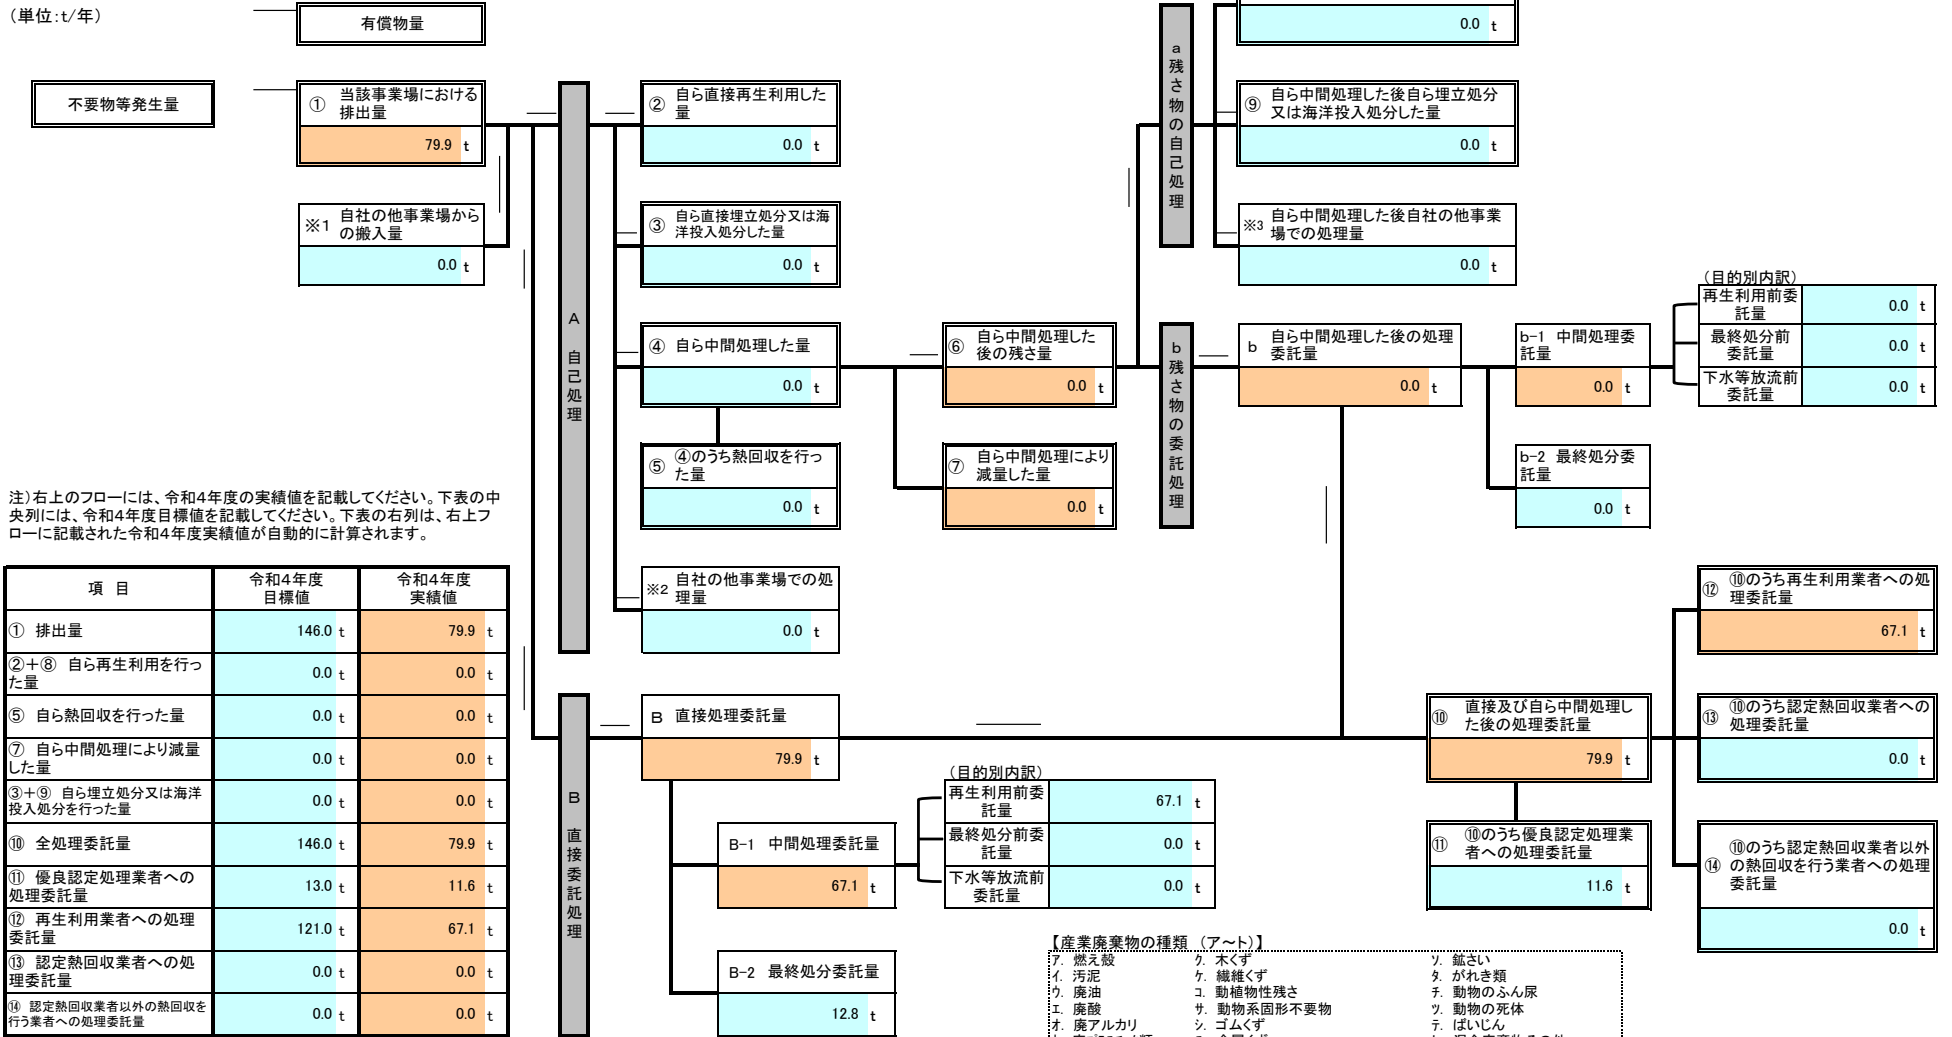 (単位:t/年)
有償物量
不要物等発生量
① 当該事業場における
排出量
79.9 t
※1 自社の他事業場から
の搬入量
0.0 t
A 自己処理
② 自ら直接再生利用した
量
0.0 t
③ 自ら直接埋立処分又は海
洋投入処分した量
0.0 t
④ 自ら中間処理した量
0.0 t
⑤ ④のうち熱回収を行っ
た量
0.0 t
※2 自社の他事業場での処
理量
0.0 t
⑥ 自ら中間処理した
後の残さ量
0.0 t
⑦ 自ら中間処理により
減量した量
0.0 t
a残さ物の自己処理
0.0 t
⑨ 自ら中間処理した後自ら埋立処分
又は海洋投入処分した量
0.0 t
※3 自ら中間処理した後自社の他事業
場での処理量
0.0 t
b残さ物の委託処理
b 自ら中間処理した後の処理
委託量
0.0 t
b-1 中間処理委
託量
0.0 t
b-2 最終処分委
託量
0.0 t
(目的別内訳)
再生利用前委
託量
0.0 t
最終処分前
委託量
0.0 t
下水等放流前
委託量
0.0 t
注)右上のフローには、令和4年度の実績値を記載してください。下表の中
央列には、令和4年度目標値を記載してください。下表の右列は、右上フ
ローに記載された令和4年度実績値が自動的に計算されます。
項 目 令和4年度
目標値 令和4年度
実績値
① 排出量 146.0 t 79.9 t
②+⑧ 自ら再生利用を行っ
た量 0.0 t 0.0 t
⑤ 自ら熱回収を行った量 0.0 t 0.0 t
⑦ 自ら中間処理により減量
した量 0.0 t 0.0 t
③+⑨ 自ら埋立処分又は海洋
投入処分を行った量 0.0 t 0.0 t
⑩ 全処理委託量 146.0 t 79.9 t
⑪ 優良認定処理業者への
処理委託量 13.0 t 11.6 t
⑫ 再生利用業者への処理
委託量 121.0 t 67.1 t
⑬ 認定熱回収業者への処
理委託量 0.0 t 0.0 t
⑭ 認定熱回収業者以外の熱回収を
行う業者への処理委託量 0.0 t 0.0 t
B 直接委託処理
B 直接処理委託量
79.9 t
B-1 中間処理委託量
67.1 t
B-2 最終処分委託量
12.8 t
(目的別内訳)
再生利用前委
託量
67.1 t
最終処分前委
託量
0.0 t
下水等放流前
委託量
0.0 t
⑩ 直接及び自ら中間処理し
た後の処理委託量
79.9 t
⑪ ⑩のうち優良認定処理業
者への処理委託量
11.6 t
⑫ ⑩のうち再生利用業者への処
理委託量
67.1 t
⑬ ⑩のうち認定熱回収業者への
処理委託量
0.0 t
⑭ ⑩のうち認定熱回収業者以外
の熱回収を行う業者への処理
委託量
0.0 t
【産業廃棄物の種類 (ア〜ト)】
ア. 燃え殻 ク. 木くず ソ. 鉱さい
イ. 汚泥 ケ. 繊維くず タ. がれき類
ウ. 廃油 コ. 動植物性残さ チ. 動物のふん尿
エ. 廃酸 サ. 動物系固形不要物 ツ. 動物の死体
オ. 廃アルカリ シ. ゴムくず テ. ばいじん